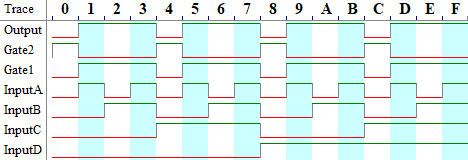 Trace 0 1 2 3 4 5 6 7 8 9 A B C D E F
Output
Gate2
Gate1
InputA
InputB
InputC
InputD